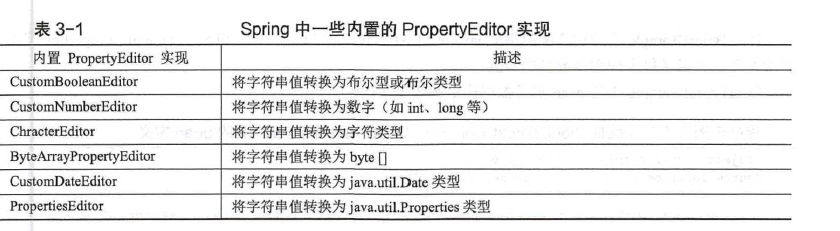 表 3-1 Spring 中一些内置的 PropertyEditor 实现
内置 PropertyEditor 实现 描述
CustomBooleanEditor 将字符串值转换为布尔型或布尔类型
CustomNumberEditor 将字符串值转换为数字（如 int、long 等）
ChracterEditor 将字符串值转换为字符类型
ByteArrayPropertyEditor 将字符串值转换为 byte []
CustomDateEditor 将字符串值转换为 java.util.Date 类型
PropertiesEditor 将字符串值转换为 java.util.Properties 类型